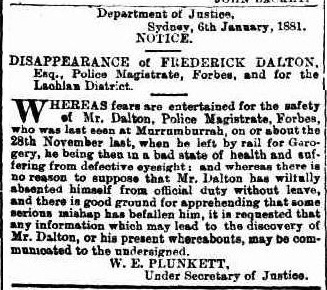 Department of Justice,
Sydney, 6th January, 1881.
NOTICE.
DISAPPEARANCE of FREDERICK DALTON,
Esq., Police Magistrate, Forbes, and for the
Lachlan District.
WHEREAS fears are entertained for the safety
of Mr. Dalton, Police Magistrate, Forbes,
who was last seen at Murrumburrah, on or about the
28th November last, when he left by rail for Gero-
gery, he being then in a bad state of health and suf-
fering from defective eyesight: and whereas there is
no reason to suppose that Mr. Dalton has wilfully
absented himself from official duty without leave,
and there is good ground for apprehending that some
serious mishap has befallen him, it is requested that
any information which may lead to the discovery of
Mr. Dalton, or his present whereabouts, may be com-
municated to the undersigned.
W. E. PLUNKETT,
Under Secretary of Justice.